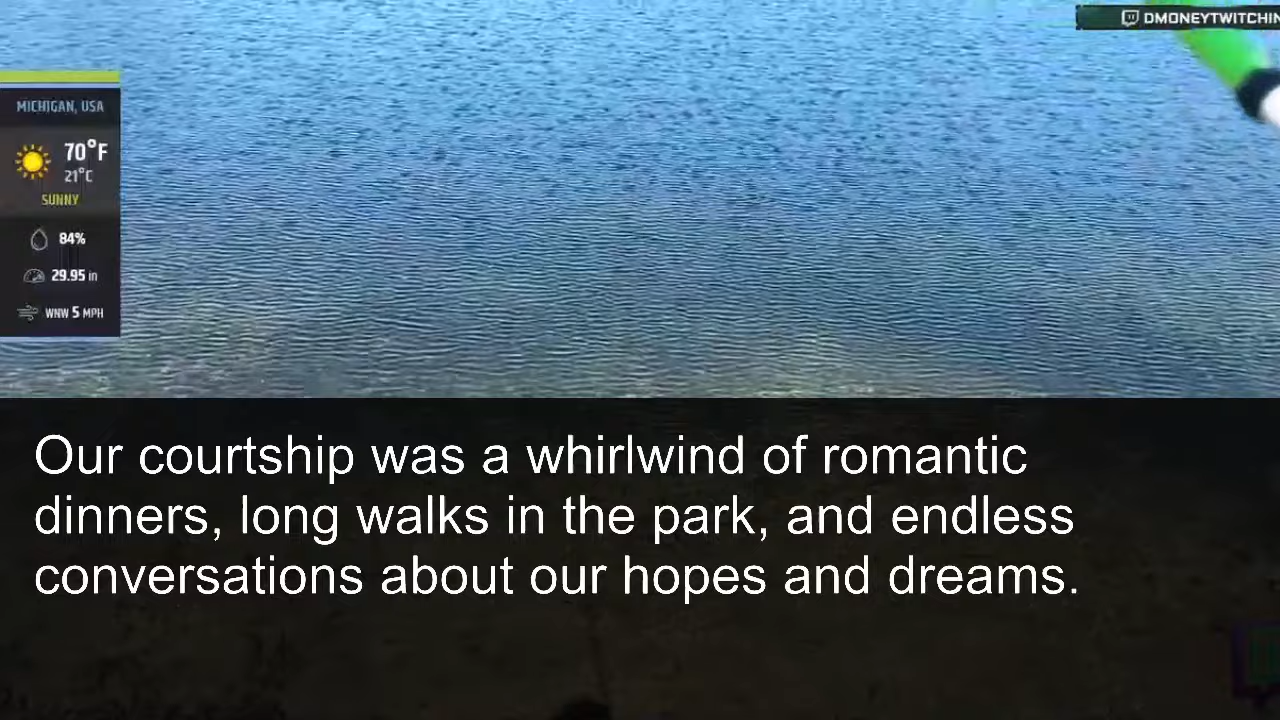 DMONEYTWITCHIN
MICHIGAN, USA
70°F
21°C
SUNNY
84%
29.95 in
WNW 5 MPH
Our courtship was a whirlwind of romantic
dinners, long walks in the park, and endless
conversations about our hopes and dreams.